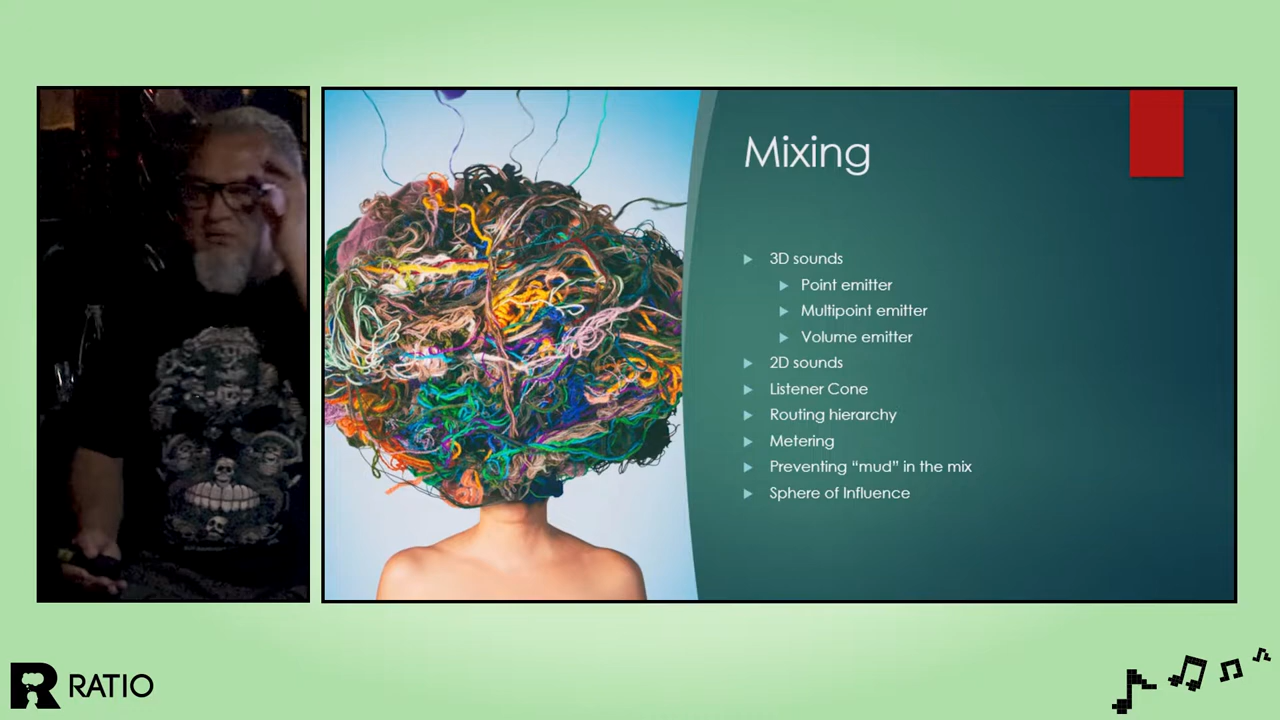 Mixing
3D sounds
Point emitter
Multipoint emitter
Volume emitter
2D sounds
Listener Cone
Routing hierarchy
Metering
Preventing “mud” in the mix
Sphere of Influence
R RATIO